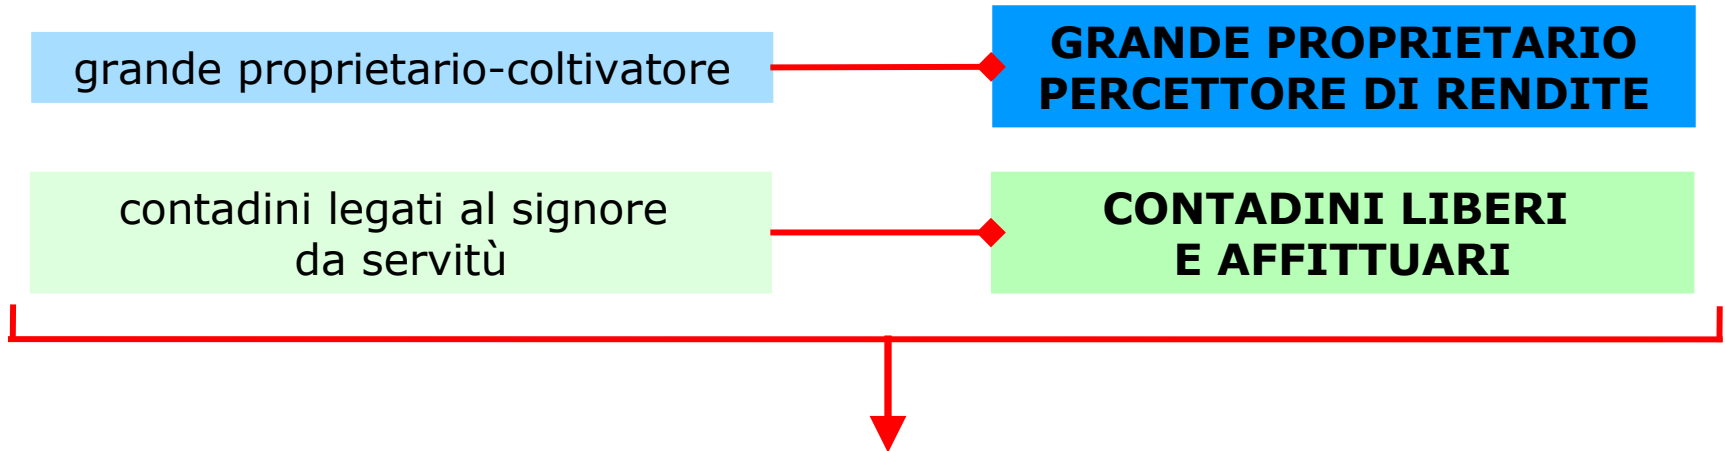 grande proprietario-coltivatore
GRANDE PROPRIETARIO
PERCETTORE DI RENDITE
contadini legati al signore
da servitù
CONTADINI LIBERI
E AFFITTUARI